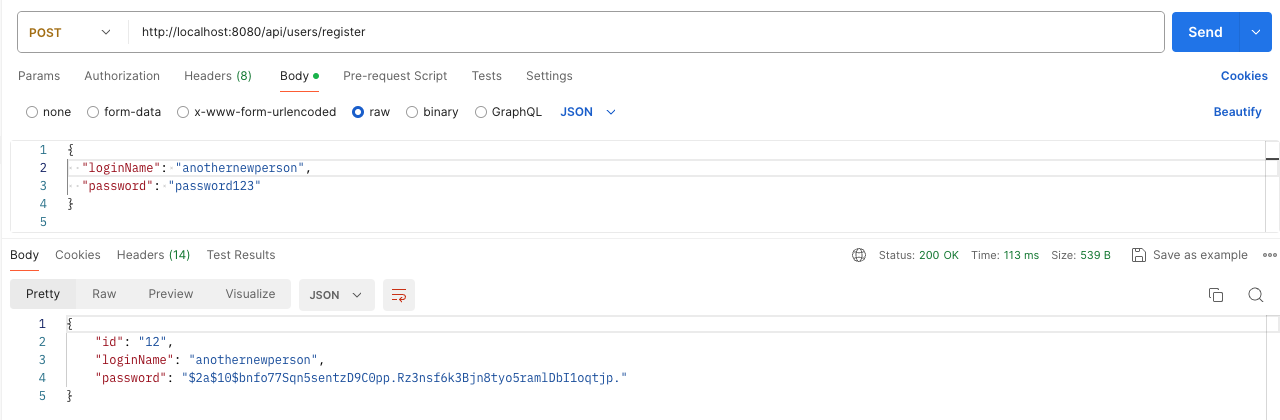 POST http://localhost:8080/api/users/register Send
Params Authorization Headers (8) Body Pre-request Script Tests Settings Cookies
none form-data x-www-form-urlencoded raw binary GraphQL JSON Beautify
1 {
2 "loginName": "anothernewperson",
3 "password": "password123"
4 }
5
Body Cookies Headers (14) Test Results Status: 200 OK Time: 113 ms Size: 539 B Save as example
Pretty Raw Preview Visualize JSON
1 {
2 "id": "12",
3 "loginName": "anothernewperson",
4 "password": "$2a$10$bnfo77Sqn5sentzD9C0pp.Rz3nsf6k3Bjn8tyo5ramlDbI1oqtjp."
5 }